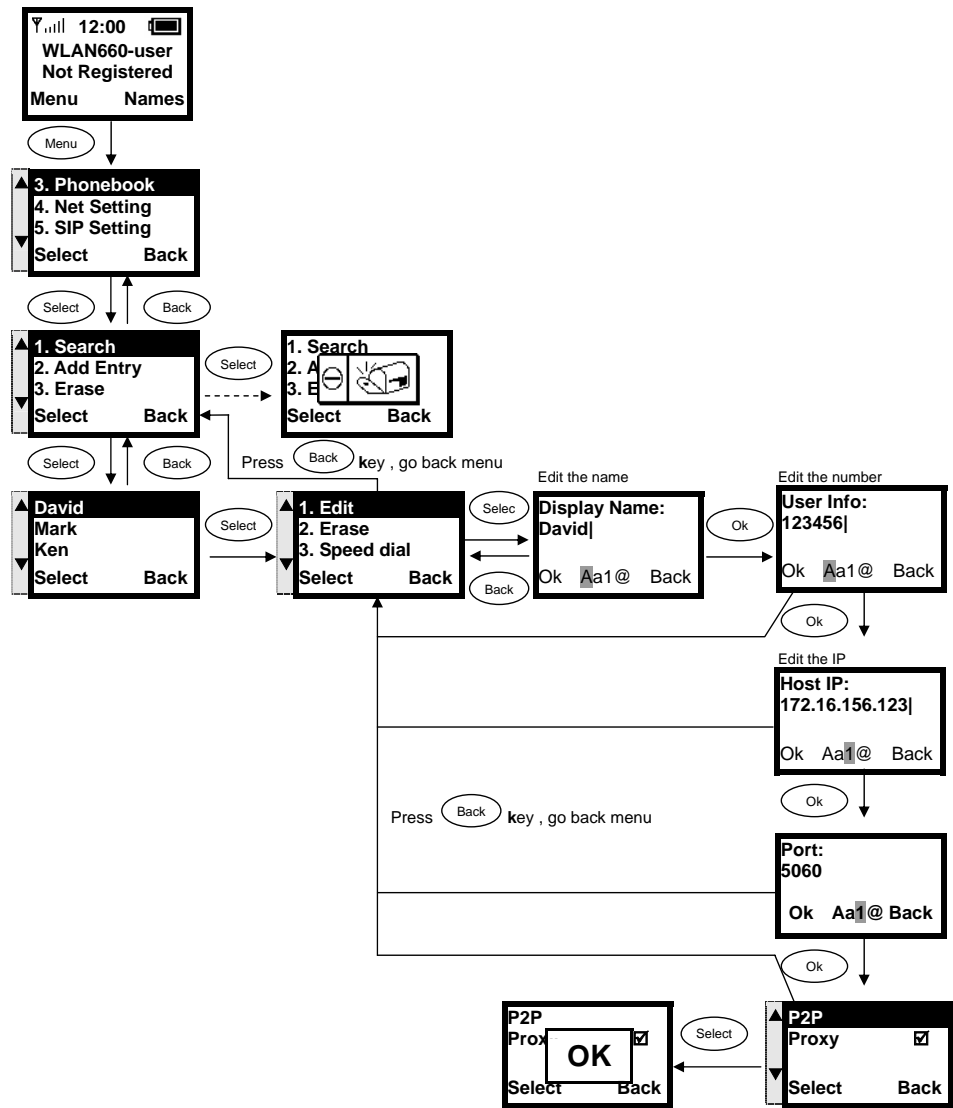 12:00
WLAN660-user
Not Registered
Menu Names
Menu
3. Phonebook
4. Net Setting
5. SIP Setting
Select Back
Select
Back
1. Search
2. Add Entry
3. Erase
Select Back
Select
1. Search
2. A
3. E
Select Back
Select
Back
Press Back key , go back menu
David
Mark
Ken
Select Back
Select
1. Edit
2. Erase
3. Speed dial
Select Back
Selec
Back
Edit the name
Display Name:
David|
Ok Aa1@ Back
Ok
Edit the number
User Info:
123456|
Ok Aa1@ Back
Ok
Edit the IP
Host IP:
172.16.156.123|
Ok Aa1@ Back
Ok
Press Back key , go back menu
Port:
5060
Ok Aa1@ Back
Ok
P2P
Proxy
Select Back
Select
P2P
Prox
OK
Select Back